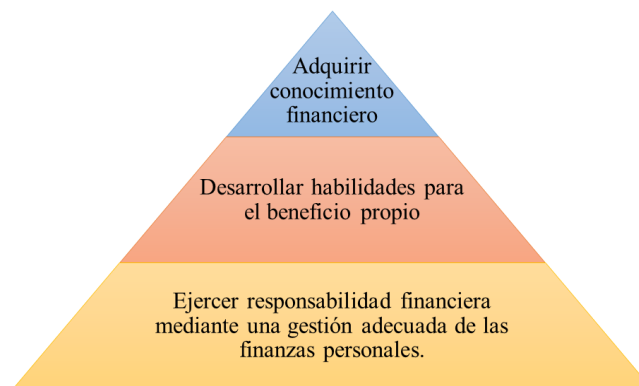 Adquirir
conocimiento
financiero
Desarrollar habilidades para
el beneficio propio
Ejercer responsabilidad financiera
mediante una gestión adecuada de las
finanzas personales.